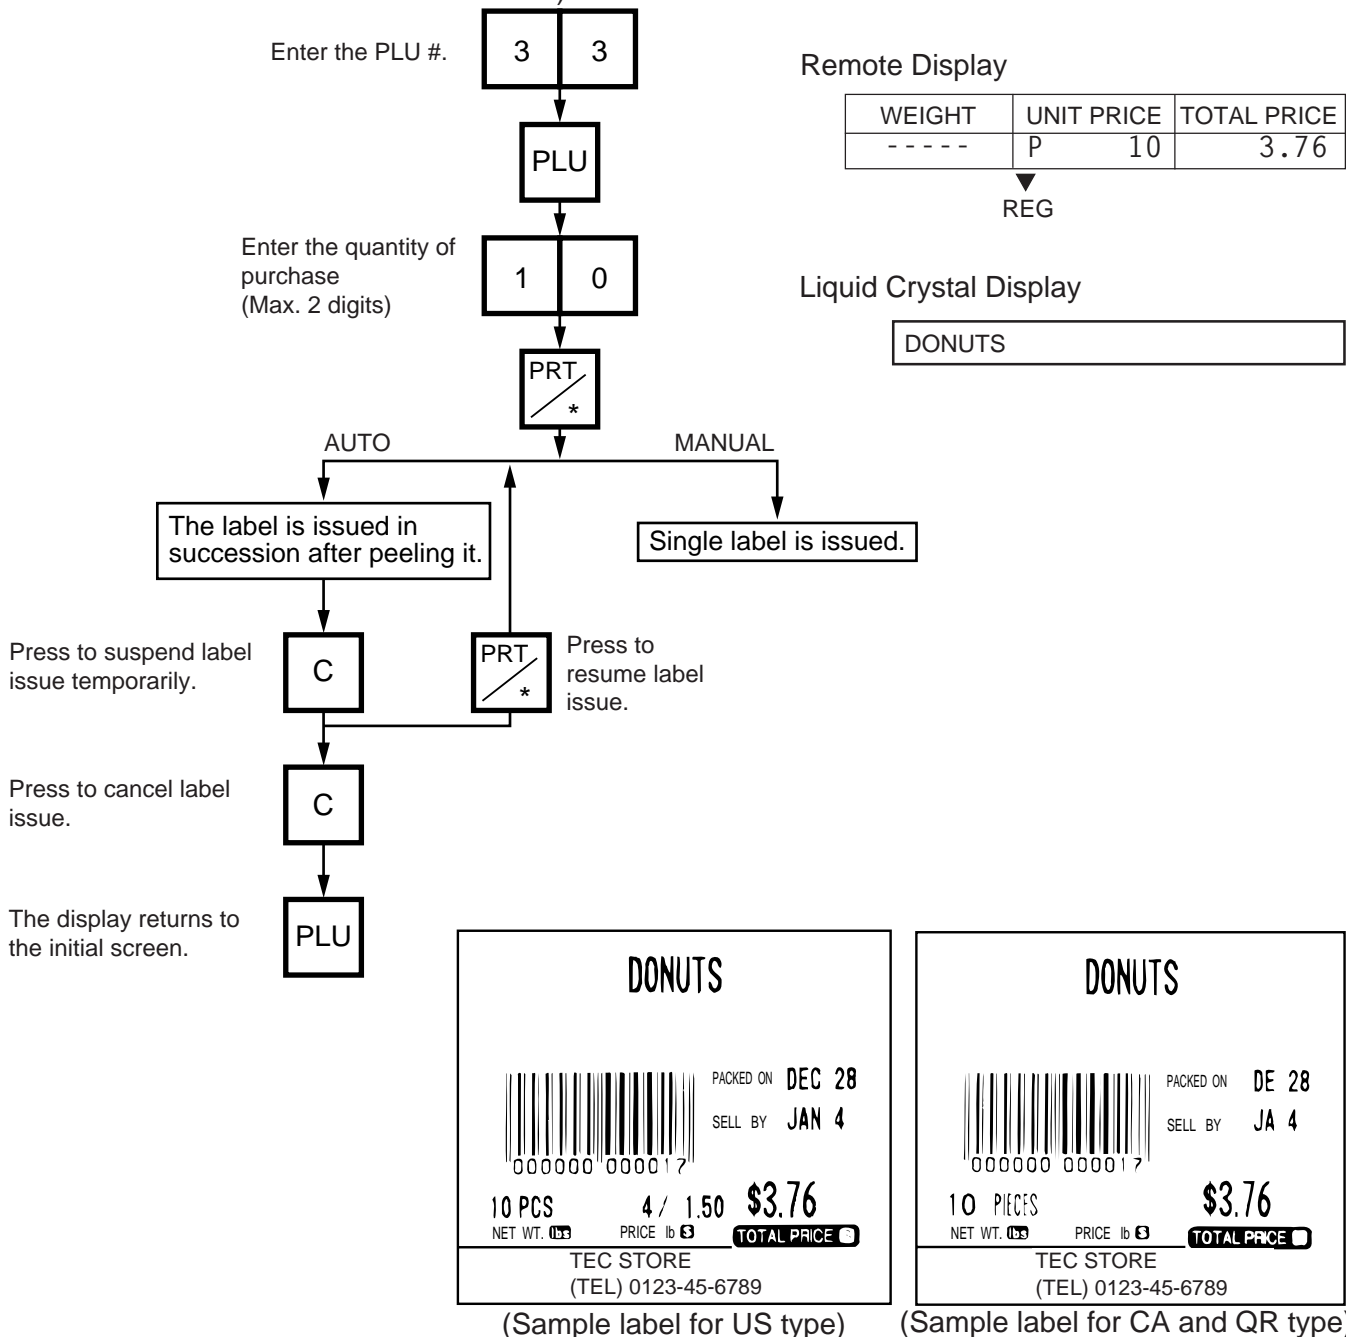 Enter the PLU #.
3 3
PLU
Enter the quantity of
purchase
(Max. 2 digits)
1 0
PRT
*
AUTO
MANUAL
The label is issued in
succession after peeling it.
Single label is issued.
Press to suspend label
issue temporarily.
C
PRT
*
Press to
resume label
issue.
Press to cancel label
issue.
C
The display returns to
the initial screen.
PLU
Remote Display
WEIGHT UNIT PRICE TOTAL PRICE
- - - - - P 10 3.76
REG
Liquid Crystal Display
DONUTS
DONUTS
PACKED ON DEC 28
SELL BY JAN 4
000000 000017
10 PCS 4/ 1.50 $3.76
NET WT. lbs PRICE lb $ TOTAL PRICE
TEC STORE
(TEL) 0123-45-6789
(Sample label for US type)
DONUTS
PACKED ON DE 28
SELL BY JA 4
000000 000017
10 PIECES $3.76
NET WT. lbs PRICE lb $ TOTAL PRICE
TEC STORE
(TEL) 0123-45-6789
(Sample label for CA and QR type)